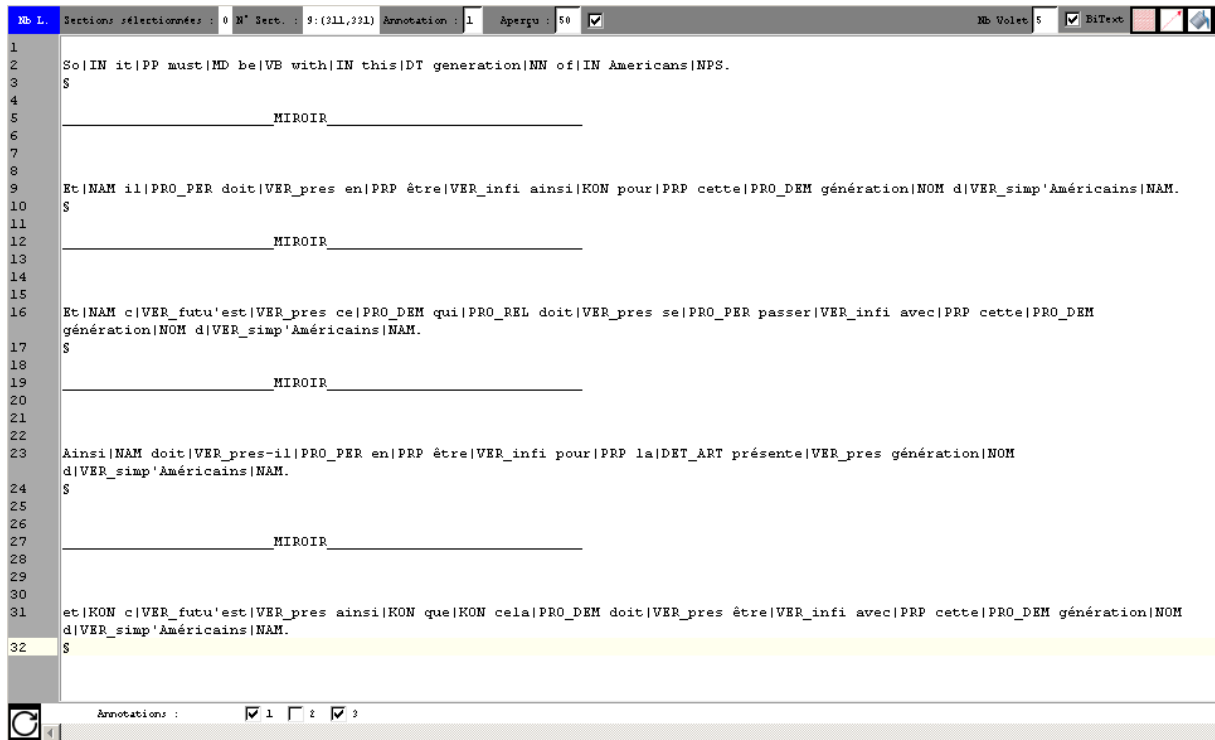 Nb L. Sections sélectionnées : 0 N° Sect. : 9:(311,331) Annotation : 1 Aperçu : 50 Nb Volet 5 BiText
1
2 So|IN it|PP must|MD be|VB with|IN this|DT generation|NN of|IN Americans|NPS.
3 §
4
5 _______________________MIROIR____________________________
6
7
8
9 Et|NAM il|PRO_PER doit|VER_pres en|PRP être|VER_infi ainsi|KON pour|PRP cette|PRO_DEM génération|NOM d|VER_simp'Américains|NAM.
10 §
11
12 _______________________MIROIR____________________________
13
14
15
16 Et|NAM c|VER_futu'est|VER_pres ce|PRO_DEM qui|PRO_REL doit|VER_pres se|PRO_PER passer|VER_infi avec|PRP cette|PRO_DEM
génération|NOM d|VER_simp'Américains|NAM.
17 §
18
19 _______________________MIROIR____________________________
20
21
22
23 Ainsi|NAM doit|VER_pres-il|PRO_PER en|PRP être|VER_infi pour|PRP la|DET_ART présente|VER_pres génération|NOM
d|VER_simp'Américains|NAM.
24 §
25
26
27 _______________________MIROIR____________________________
28
29
30
31 et|KON c|VER_futu'est|VER_pres ainsi|KON que|KON cela|PRO_DEM doit|VER_pres être|VER_infi avec|PRP cette|PRO_DEM génération|NOM
d|VER_simp'Américains|NAM.
32 §
Annotations : 1 2 3